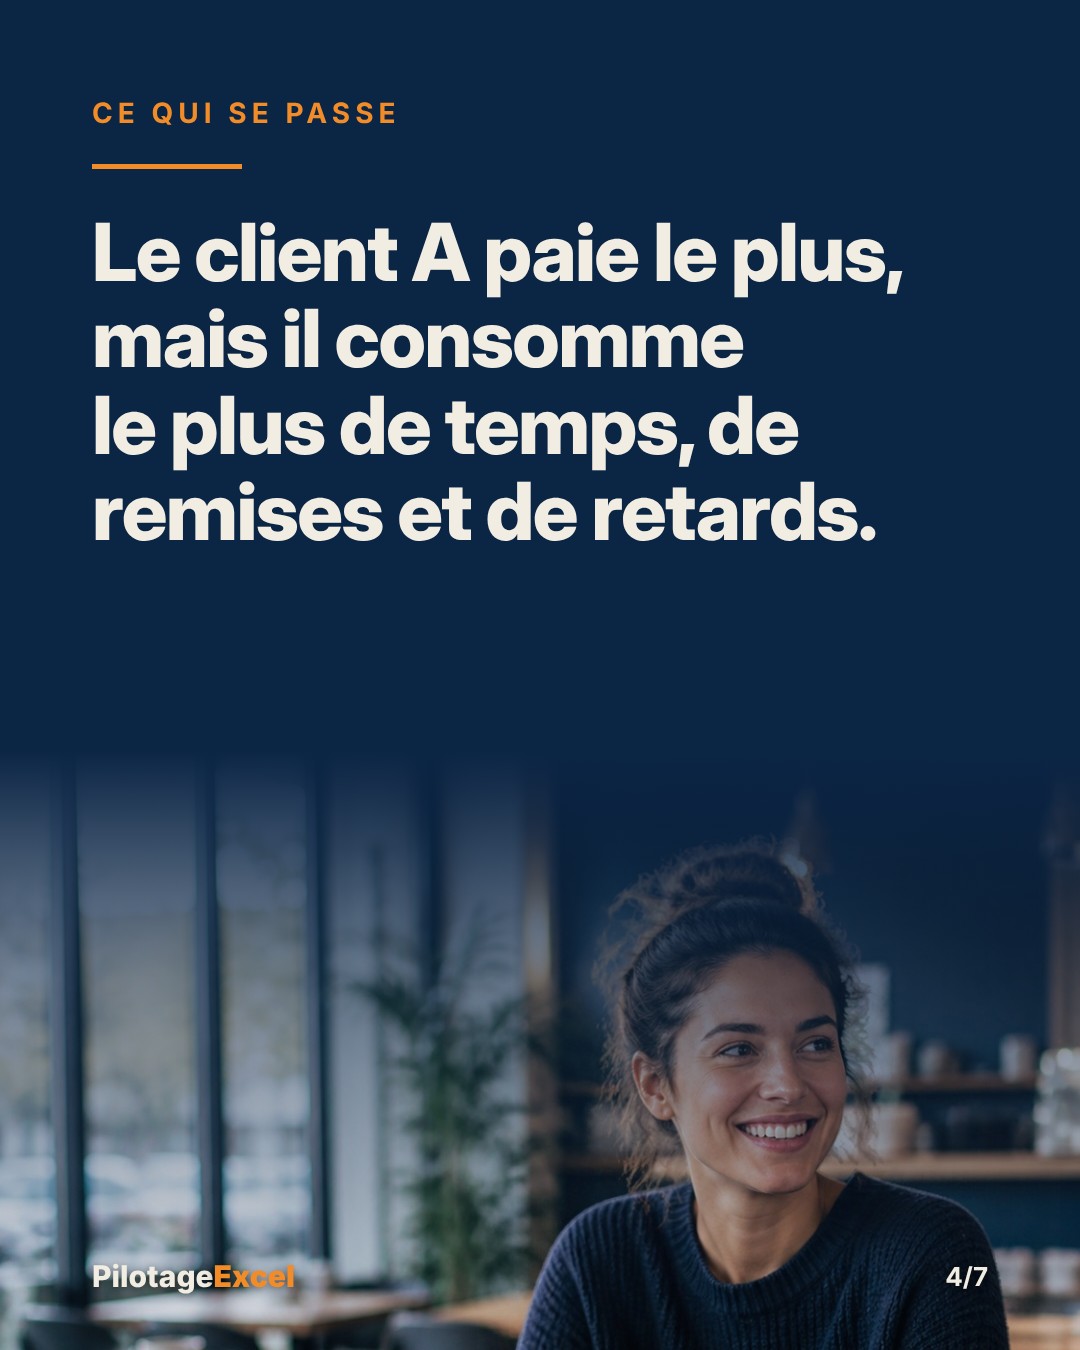 CE QUI SE PASSE
Le client A paie le plus,
mais il consomme
le plus de temps, de
remises et de retards.
PilotageExcel
4/7